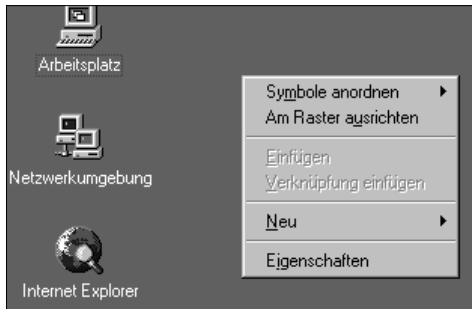 Arbeitsplatz
Netzwerkumgebung
Internet Explorer
Symbole anordnen
Am Raster ausrichten
Einfügen
Verknüpfung einfügen
Neu
Eigenschaften